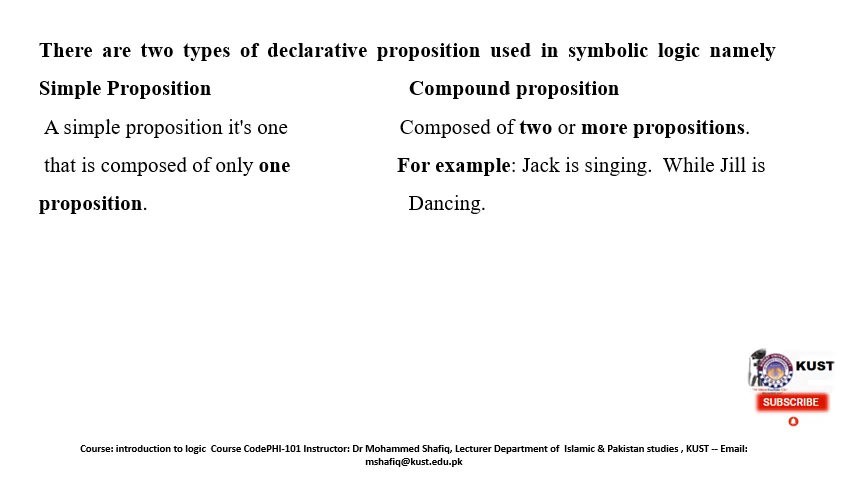 There are two types of declarative proposition used in symbolic logic namely
Simple Proposition Compound proposition
A simple proposition it's one Composed of two or more propositions.
that is composed of only one For example: Jack is singing. While Jill is
proposition. Dancing.
KUST
SUBSCRIBE
Course: introduction to logic Course CodePHI-101 Instructor: Dr Mohammed Shafiq, Lecturer Department of Islamic & Pakistan studies , KUST -- Email:
mshafiq@kust.edu.pk